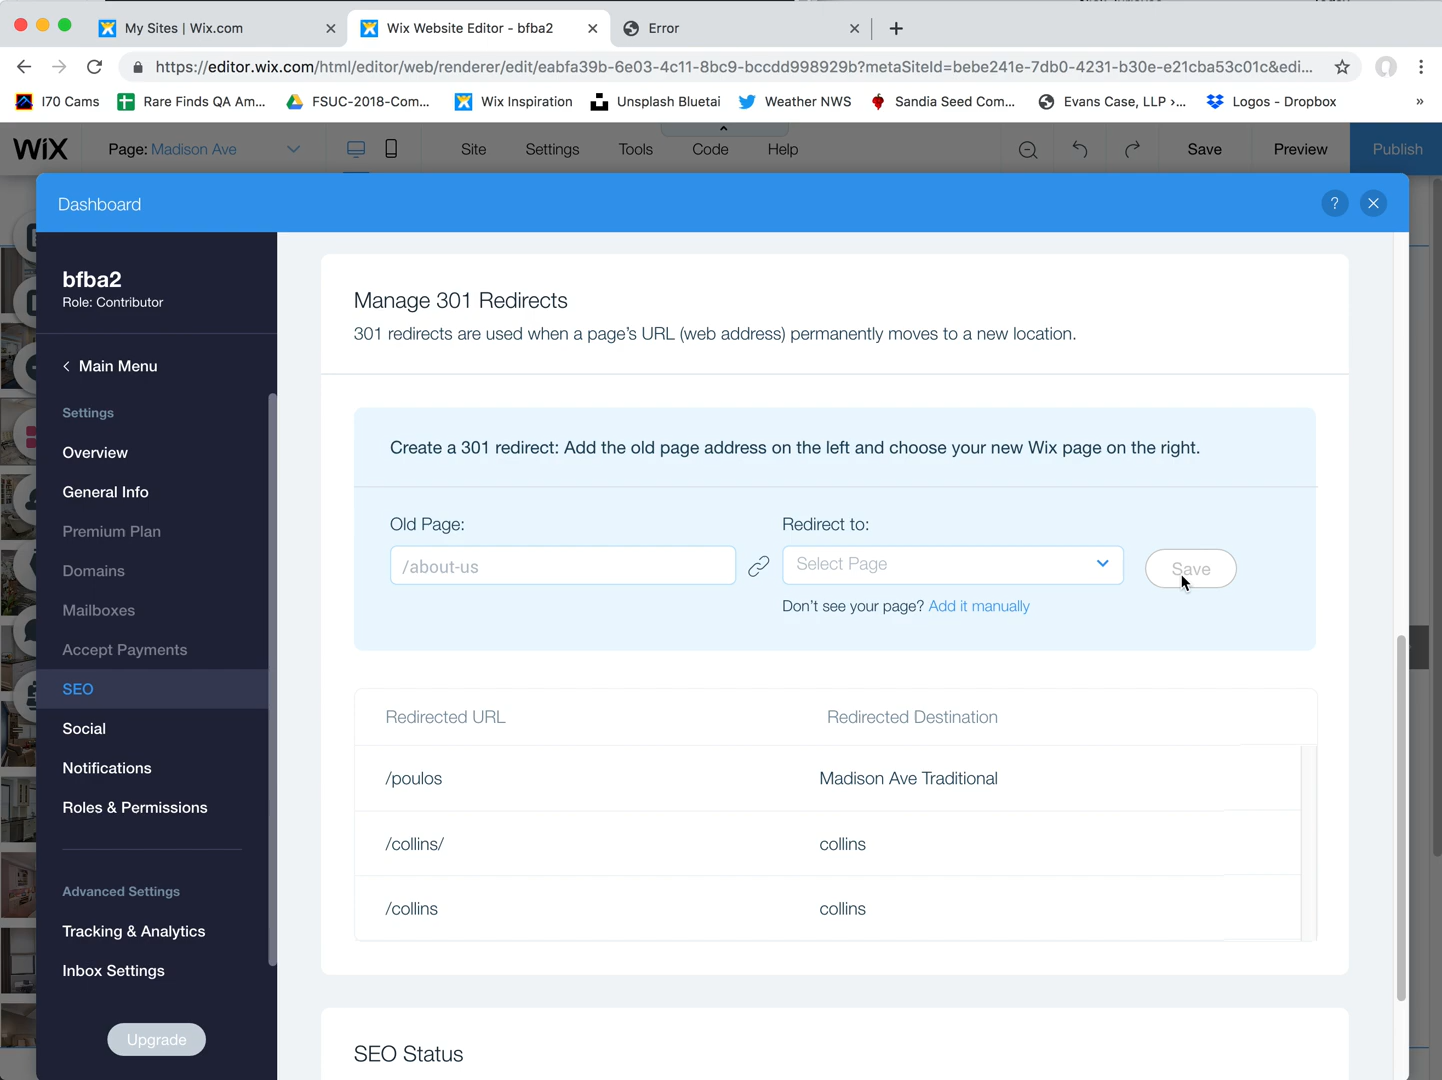 My Sites | Wix.com
Wix Website Editor - bfba2
Error
https://editor.wix.com/html/editor/web/renderer/edit/eabfa39b-6e03-4c11-8bc9-bccdd998929b?metaSiteId=bebe241e-7db0-4231-b30e-e21cba53c01c&edi...
I70 Cams
Rare Finds QA Am...
FSUC-2018-Com...
Wix Inspiration
Unsplash Bluetai
Weather NWS
Sandia Seed Com...
Evans Case, LLP ›...
Logos - Dropbox
»
WiX
Page: Madison Ave
Site
Settings
Tools
Code
Help
Save
Preview
Publish
Dashboard
?
bfba2
Role: Contributor
Main Menu
Settings
Overview
General Info
Premium Plan
Domains
Mailboxes
Accept Payments
SEO
Social
Notifications
Roles & Permissions
Advanced Settings
Tracking & Analytics
Inbox Settings
Upgrade
Manage 301 Redirects
301 redirects are used when a page's URL (web address) permanently moves to a new location.
Create a 301 redirect: Add the old page address on the left and choose your new Wix page on the right.
Old Page:
Redirect to:
/about-us
Select Page
Save
Don't see your page? Add it manually
Redirected URL
Redirected Destination
/poulos
Madison Ave Traditional
/collins/
collins
/collins
collins
SEO Status